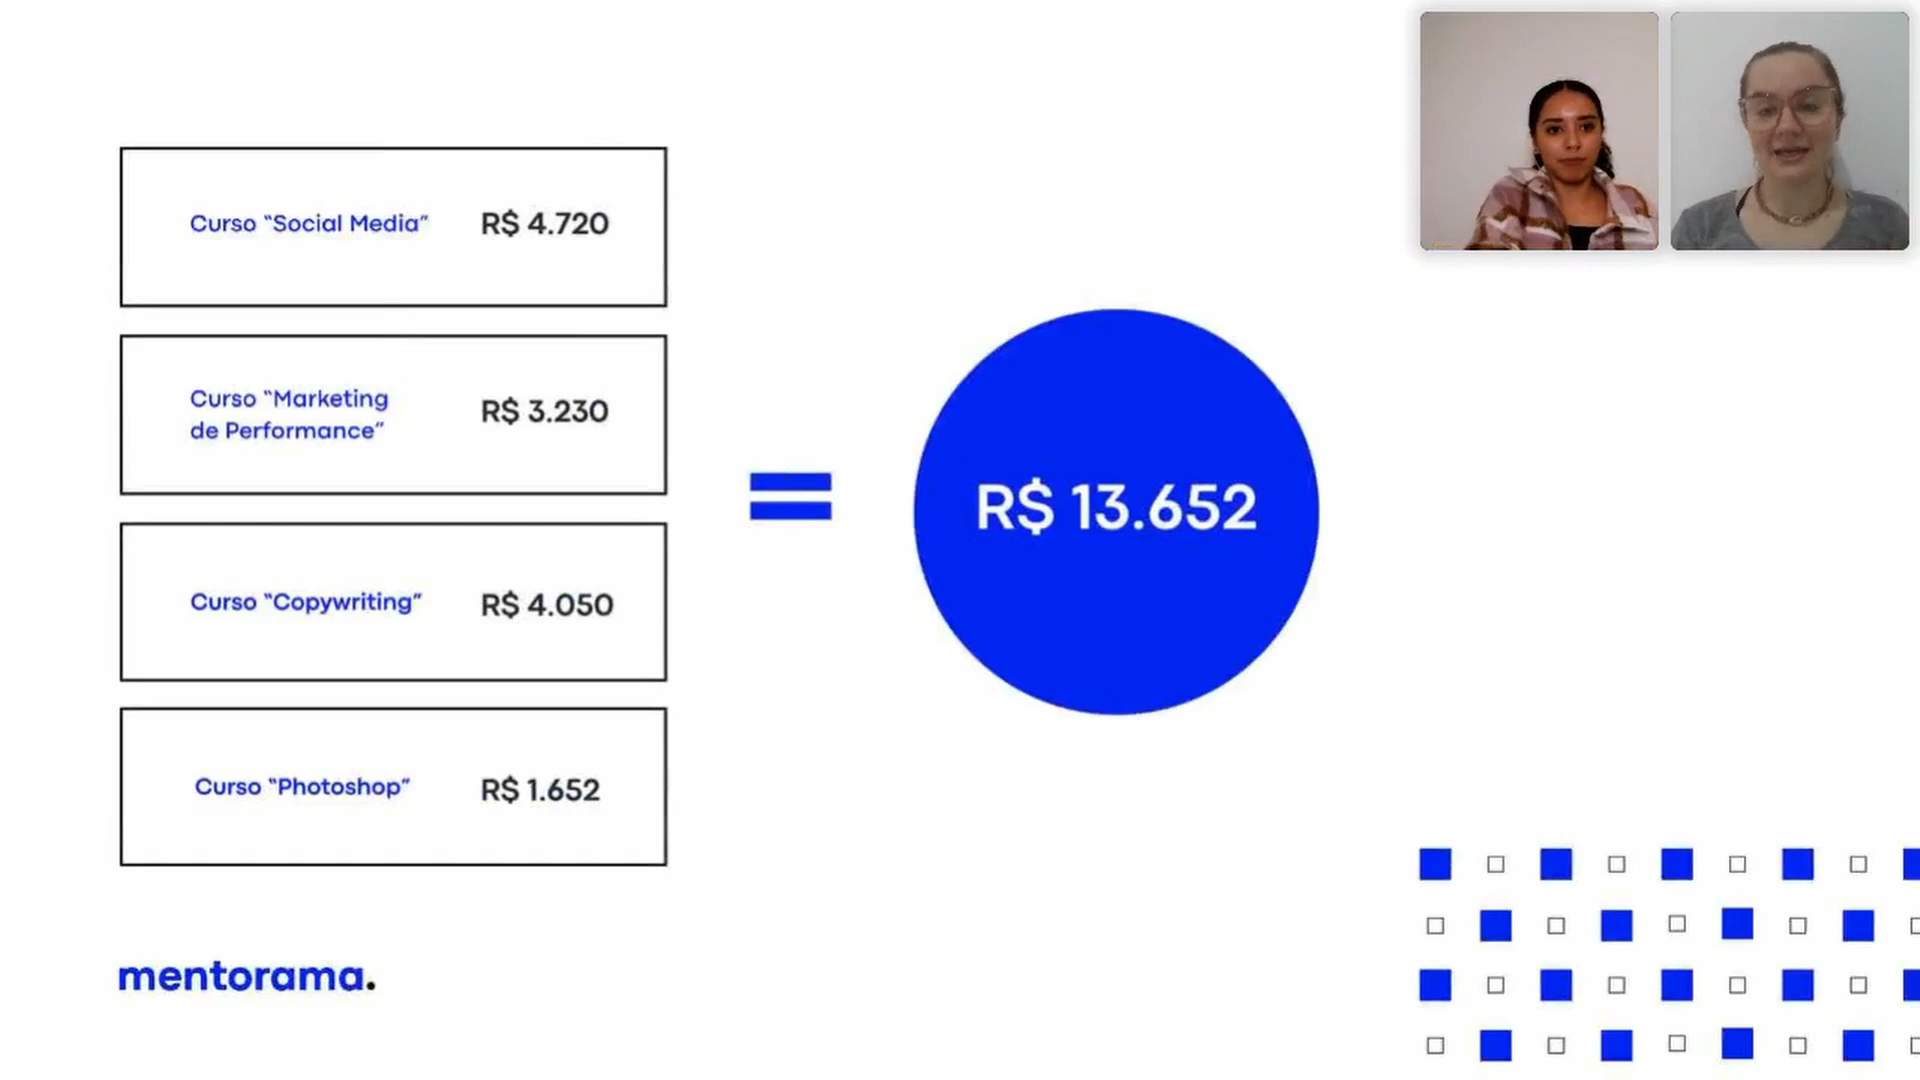 Curso “Social Media” R$ 4.720
Curso “Marketing
de Performance” R$ 3.230
=
R$ 13.652
Curso “Copywriting” R$ 4.050
Curso “Photoshop” R$ 1.652
mentorama.